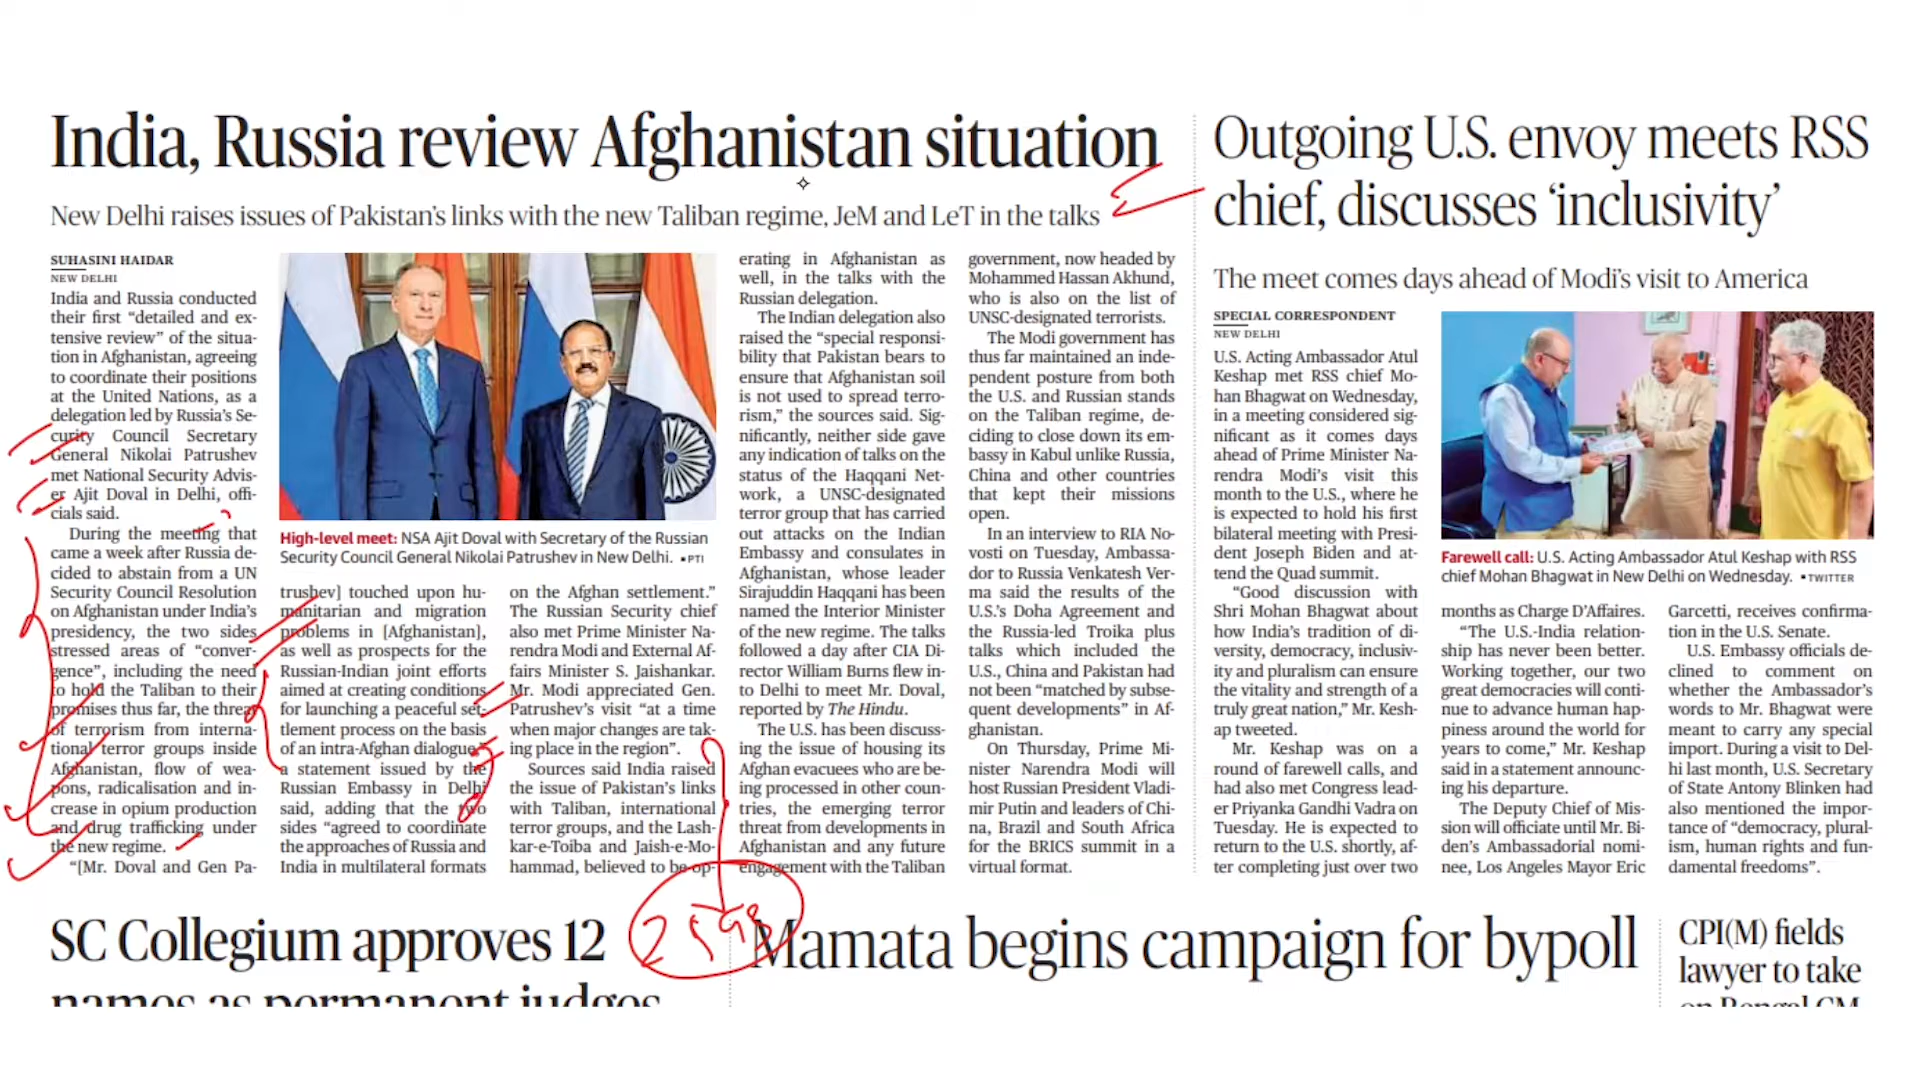 India, Russia review Afghanistan situation
New Delhi raises issues of Pakistan's links with the new Taliban regime, JeM and LeT in the talks
SUHASINI HAIDAR
NEW DELHI
India and Russia conducted
their first “detailed and ex-
tensive review” of the situa-
tion in Afghanistan, agreeing
to coordinate their positions
at the United Nations, as a
delegation led by Russia's Se-
curity Council Secretary
General Nikolai Patrushev
met National Security Advis-
er Ajit Doval in Delhi, offi-
cials said.
During the meeting that
came a week after Russia de-
cided to abstain from a UN
Security Council Resolution
on Afghanistan under India's
presidency, the two sides
stressed areas of “conver-
gence”, including the need
to hold the Taliban to their
promises thus far, the threat
of terrorism from interna-
tional terror groups inside
Afghanistan, flow of wea-
pons, radicalisation and in-
crease in opium production
and drug trafficking under
the new regime.
“[Mr. Doval and Gen Pa-
High-level meet: NSA Ajit Doval with Secretary of the Russian
Security Council General Nikolai Patrushev in New Delhi. ▪PTI
trushev] touched upon hu-
manitarian and migration
problems in [Afghanistan],
as well as prospects for the
Russian-Indian joint efforts
aimed at creating conditions
for launching a peaceful set-
tlement process on the basis
of an intra-Afghan dialogue,”
a statement issued by the
Russian Embassy in Delhi
said, adding that the two
sides “agreed to coordinate
the approaches of Russia and
India in multilateral formats
on the Afghan settlement.”
The Russian Security chief
also met Prime Minister Na-
rendra Modi and External Af-
fairs Minister S. Jaishankar.
Mr. Modi appreciated Gen.
Patrushev's visit “at a time
when major changes are tak-
ing place in the region”.
Sources said India raised
the issue of Pakistan's links
with Taliban, international
terror groups, and the Lash-
kar-e-Toiba and Jaish-e-Mo-
hammad, believed to be op-
erating in Afghanistan as
well, in the talks with the
Russian delegation.
The Indian delegation also
raised the “special responsi-
bility that Pakistan bears to
ensure that Afghanistan soil
is not used to spread terro-
rism,” the sources said. Sig-
nificantly, neither side gave
any indication of talks on the
status of the Haqqani Net-
work, a UNSC-designated
terror group that has carried
out attacks on the Indian
Embassy and consulates in
Afghanistan, whose leader
Sirajuddin Haqqani has been
named the Interior Minister
of the new regime. The talks
followed a day after CIA Di-
rector William Burns flew in-
to Delhi to meet Mr. Doval,
reported by The Hindu.
The U.S. has been discuss-
ing the issue of housing its
Afghan evacuees who are be-
ing processed in other coun-
tries, the emerging terror
threat from developments in
Afghanistan and any future
engagement with the Taliban
government, now headed by
Mohammed Hassan Akhund,
who is also on the list of
UNSC-designated terrorists.
The Modi government has
thus far maintained an inde-
pendent posture from both
the U.S. and Russian stands
on the Taliban regime, de-
ciding to close down its em-
bassy in Kabul unlike Russia,
China and other countries
that kept their missions
open.
In an interview to RIA No-
vosti on Tuesday, Ambassa-
dor to Russia Venkatesh Ver-
ma said the results of the
U.S.'s Doha Agreement and
the Russia-led Troika plus
talks which included the
U.S., China and Pakistan had
not been “matched by subse-
quent developments” in Af-
ghanistan.
On Thursday, Prime Mi-
nister Narendra Modi will
host Russian President Vladi-
mir Putin and leaders of Chi-
na, Brazil and South Africa
for the BRICS summit in a
virtual format.
Outgoing U.S. envoy meets RSS
chief, discusses ‘inclusivity’
The meet comes days ahead of Modi's visit to America
SPECIAL CORRESPONDENT
NEW DELHI
U.S. Acting Ambassador Atul
Keshap met RSS chief Mo-
han Bhagwat on Wednesday,
in a meeting considered sig-
nificant as it comes days
ahead of Prime Minister Na-
rendra Modi's visit this
month to the U.S., where he
is expected to hold his first
bilateral meeting with Presi-
dent Joseph Biden and at-
tend the Quad summit.
“Good discussion with
Shri Mohan Bhagwat about
how India's tradition of di-
versity, democracy, inclusiv-
ity and pluralism can ensure
the vitality and strength of a
truly great nation,” Mr. Kesh-
ap tweeted.
Mr. Keshap was on a
round of farewell calls, and
had also met Congress lead-
er Priyanka Gandhi Vadra on
Tuesday. He is expected to
return to the U.S. shortly, af-
ter completing just over two
Farewell call: U.S. Acting Ambassador Atul Keshap with RSS
chief Mohan Bhagwat in New Delhi on Wednesday. ▪TWITTER
months as Charge D'Affaires.
“The U.S.-India relation-
ship has never been better.
Working together, our two
great democracies will conti-
nue to advance human hap-
piness around the world for
years to come,” Mr. Keshap
said in a statement announc-
ing his departure.
The Deputy Chief of Mis-
sion will officiate until Mr. Bi-
den's Ambassadorial nomi-
nee, Los Angeles Mayor Eric
Garcetti, receives confirma-
tion in the U.S. Senate.
U.S. Embassy officials de-
clined to comment on
whether the Ambassador's
words to Mr. Bhagwat were
meant to carry any special
import. During a visit to Del-
hi last month, U.S. Secretary
of State Antony Blinken had
also mentioned the impor-
tance of “democracy, plural-
ism, human rights and fun-
damental freedoms”.
SC Collegium approves 12
names as permanent judges
2593
Mamata begins campaign for bypoll
CPI(M) fields
lawyer to take
on Bengal CM